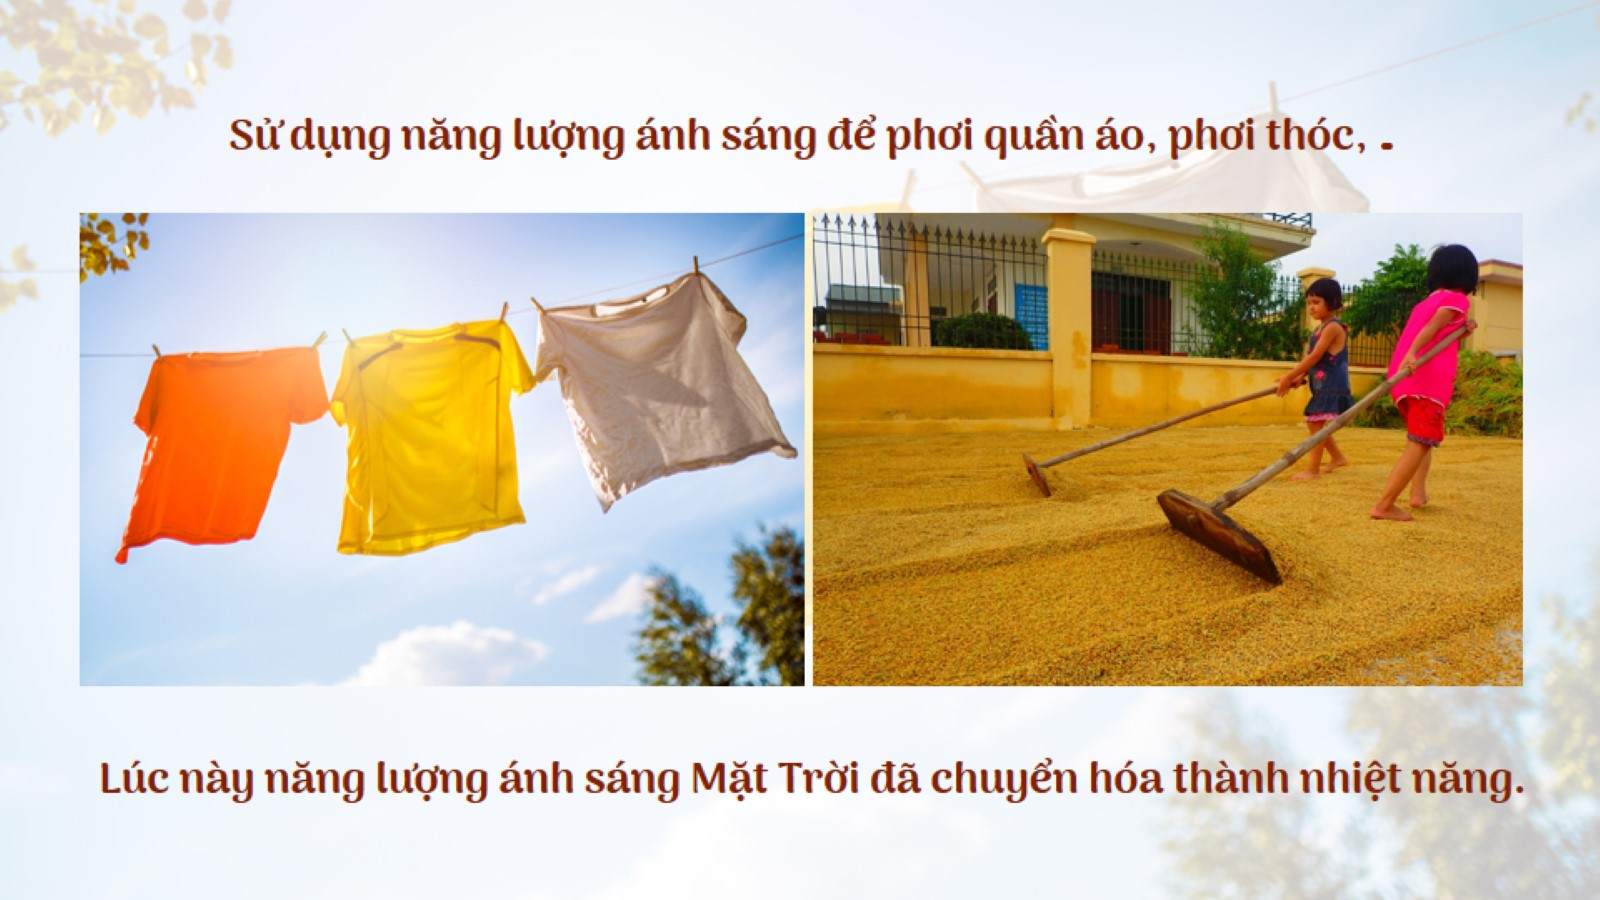 Sử dụng năng lượng ánh sáng để phơi quần áo, phơi thóc, .
Lúc này năng lượng ánh sáng Mặt Trời đã chuyển hóa thành nhiệt năng.